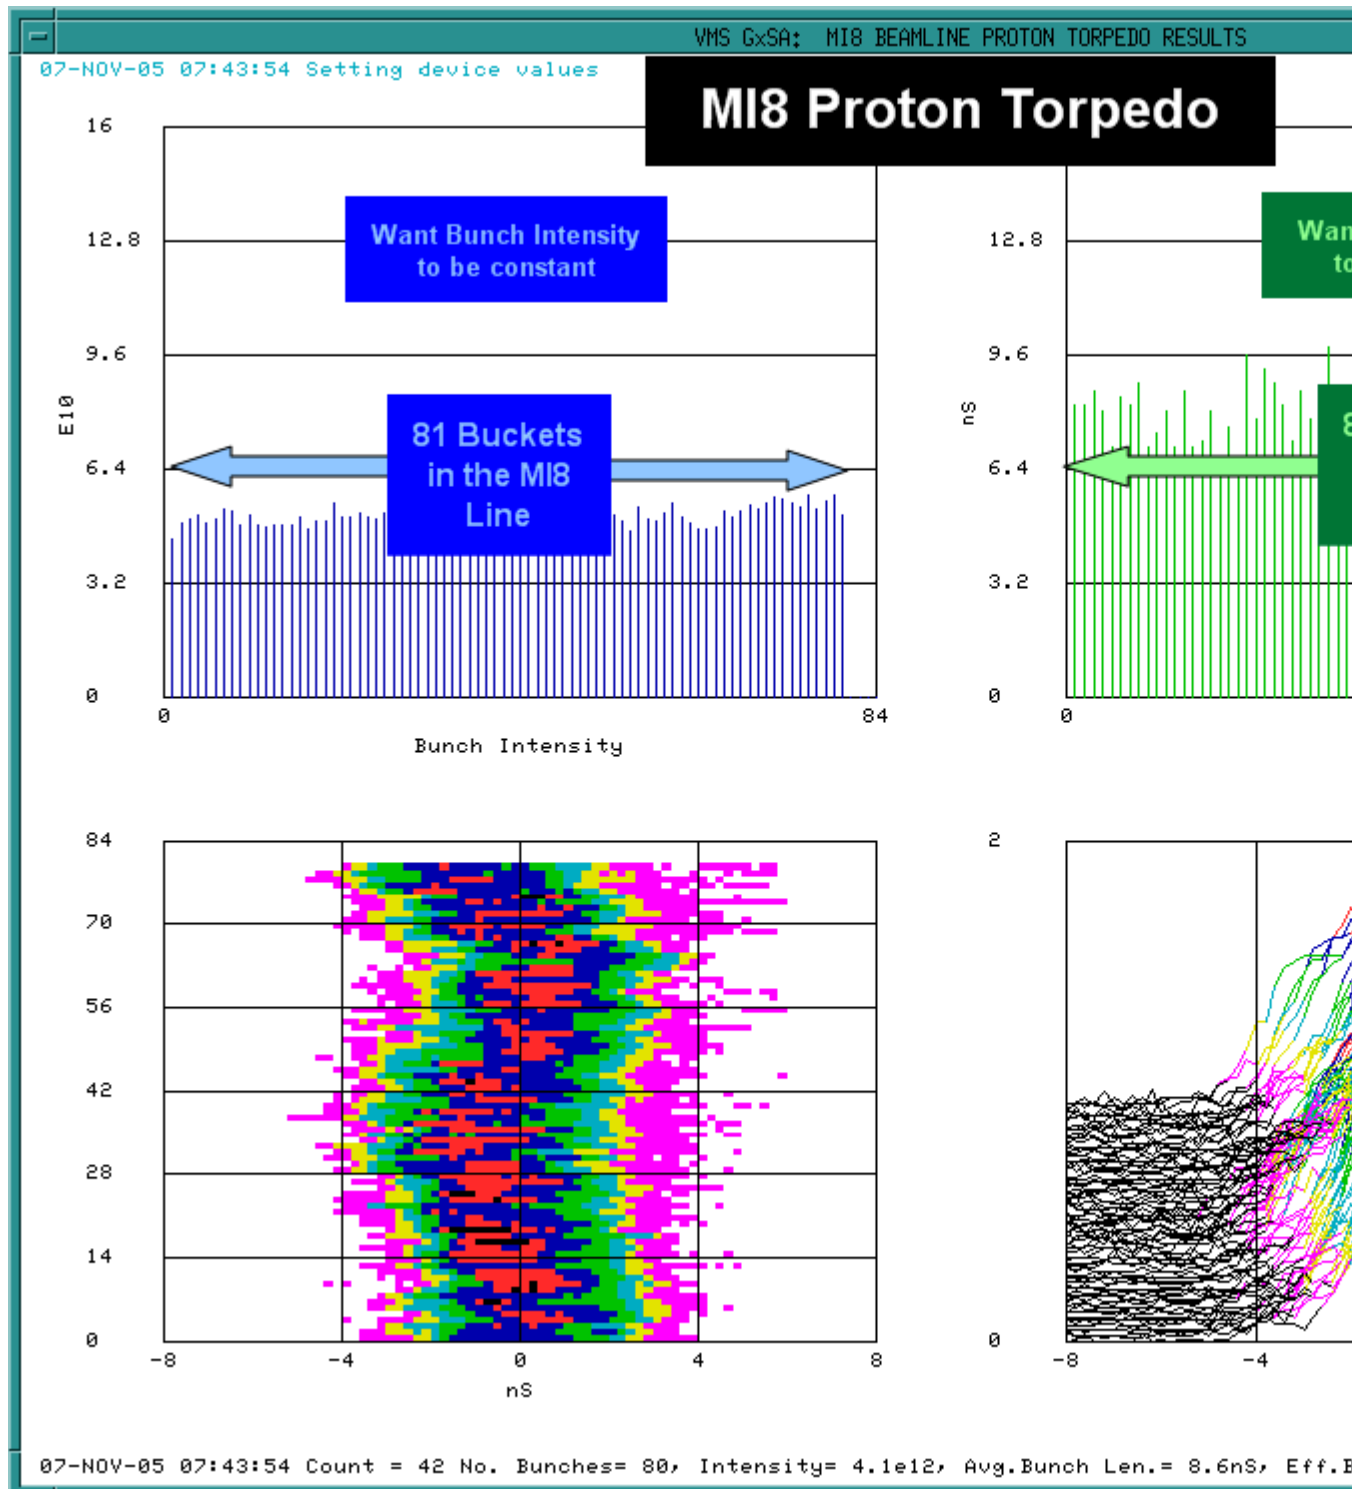 VMS GxSA: MI8 BEAMLINE PROTON TORPEDO RESULTS
07-NOV-05 07:43:54 Setting device values
MI8 Proton Torpedo
16
12.8
9.6
6.4
3.2
0
E10
0
84
Bunch Intensity
Want Bunch Intensity
to be constant
81 Buckets
in the MI8
Line
12.8
9.6
6.4
3.2
0
nS
0
84
70
56
42
28
14
0
-8
-4
0
4
8
nS
2
0
-8
-4
07-NOV-05 07:43:54 Count = 42 No. Bunches= 80, Intensity= 4.1e12, Avg.Bunch Len.= 8.6nS, Eff.